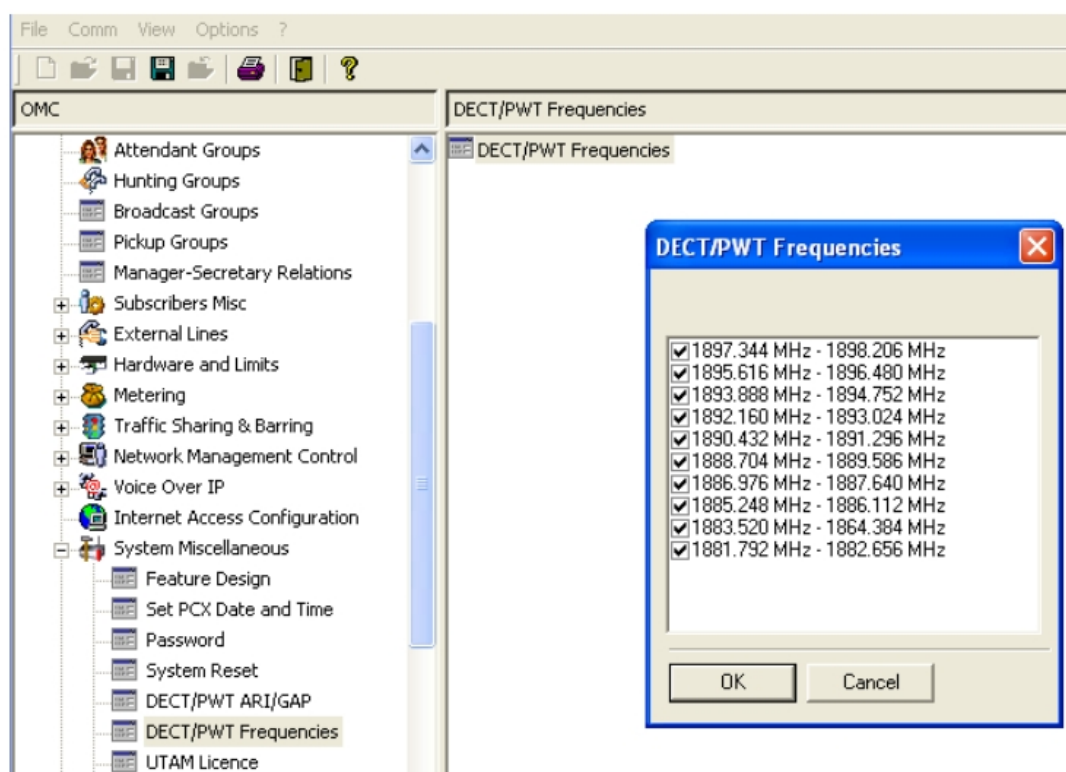 File Comm View Options ?
OMC
DECT/PWT Frequencies
Attendant Groups
Hunting Groups
Broadcast Groups
Pickup Groups
Manager-Secretary Relations
Subscribers Misc
External Lines
Hardware and Limits
Metering
Traffic Sharing & Barring
Network Management Control
Voice Over IP
Internet Access Configuration
System Miscellaneous
Feature Design
Set PCX Date and Time
Password
System Reset
DECT/PWT ARI/GAP
DECT/PWT Frequencies
UTAM Licence
DECT/PWT Frequencies
DECT/PWT Frequencies
1897.344 MHz - 1898.206 MHz
1895.616 MHz - 1896.480 MHz
1893.888 MHz - 1894.752 MHz
1892.160 MHz - 1893.024 MHz
1890.432 MHz - 1891.296 MHz
1888.704 MHz - 1889.586 MHz
1886.976 MHz - 1887.640 MHz
1885.248 MHz - 1886.112 MHz
1883.520 MHz - 1864.384 MHz
1881.792 MHz - 1882.656 MHz
OK Cancel